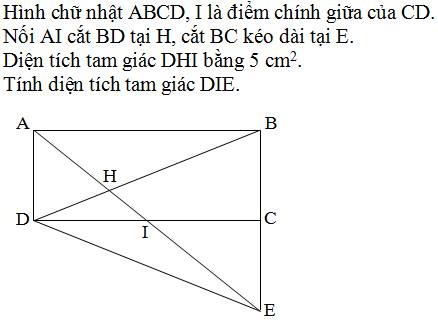 Hình chữ nhật ABCD, I là điểm chính giữa của CD.
Nối AI cắt BD tại H, cắt BC kéo dài tại E.
Diện tích tam giác DHI bằng 5 cm².
Tính diện tích tam giác DIE.
A B
H
D C
I
E